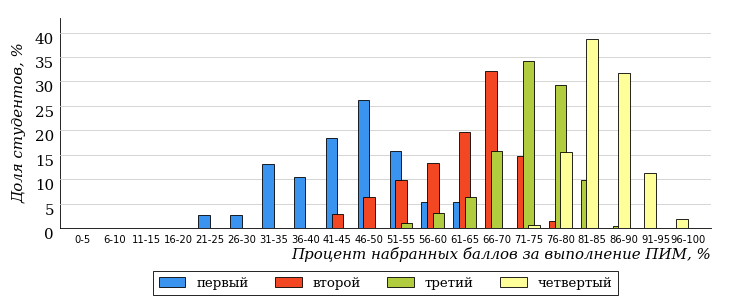 Доля студентов, %
40
35
30
25
20
15
10
5
0
0-5 6-10 11-15 16-20 21-25 26-30 31-35 36-40 41-45 46-50 51-55 56-60 61-65 66-70 71-75 76-80 81-85 86-90 91-95 96-100
Процент набранных баллов за выполнение ПИМ, %
первый второй третий четвертый